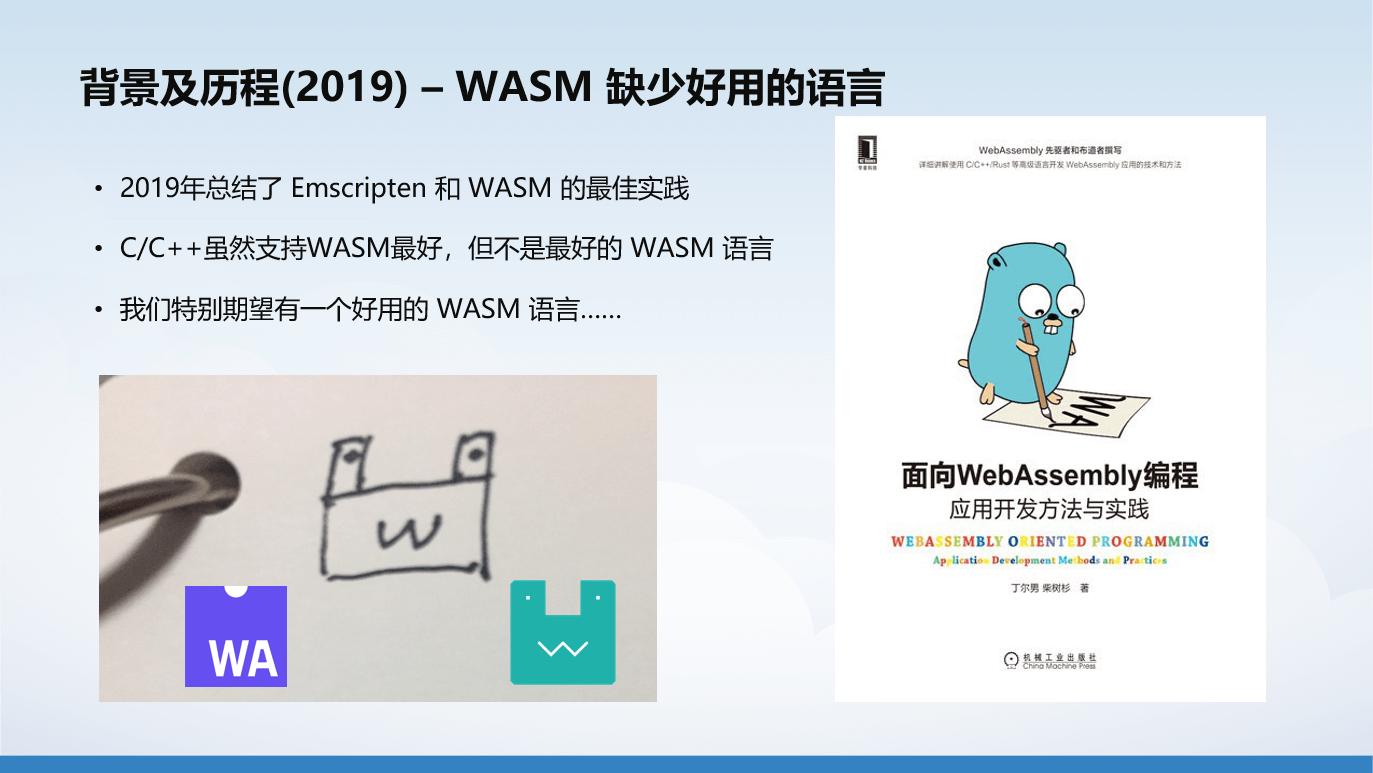 背景及历程(2019) – WASM 缺少好用的语言
• 2019年总结了 Emscripten 和 WASM 的最佳实践
• C/C++虽然支持WASM最好，但不是最好的 WASM 语言
• 我们特别期望有一个好用的 WASM 语言……
W
WA
华章科技
WebAssembly 先驱者和布道者撰写
详细讲解使用 C/C++/Rust 等高级语言开发 WebAssembly 应用的技术和方法
WA
面向WebAssembly编程
应用开发方法与实践
WEBASSEMBLY ORIENTED PROGRAMMING
Application Development Methods and Practices
丁尔男 柴树杉 著
机械工业出版社
China Machine Press